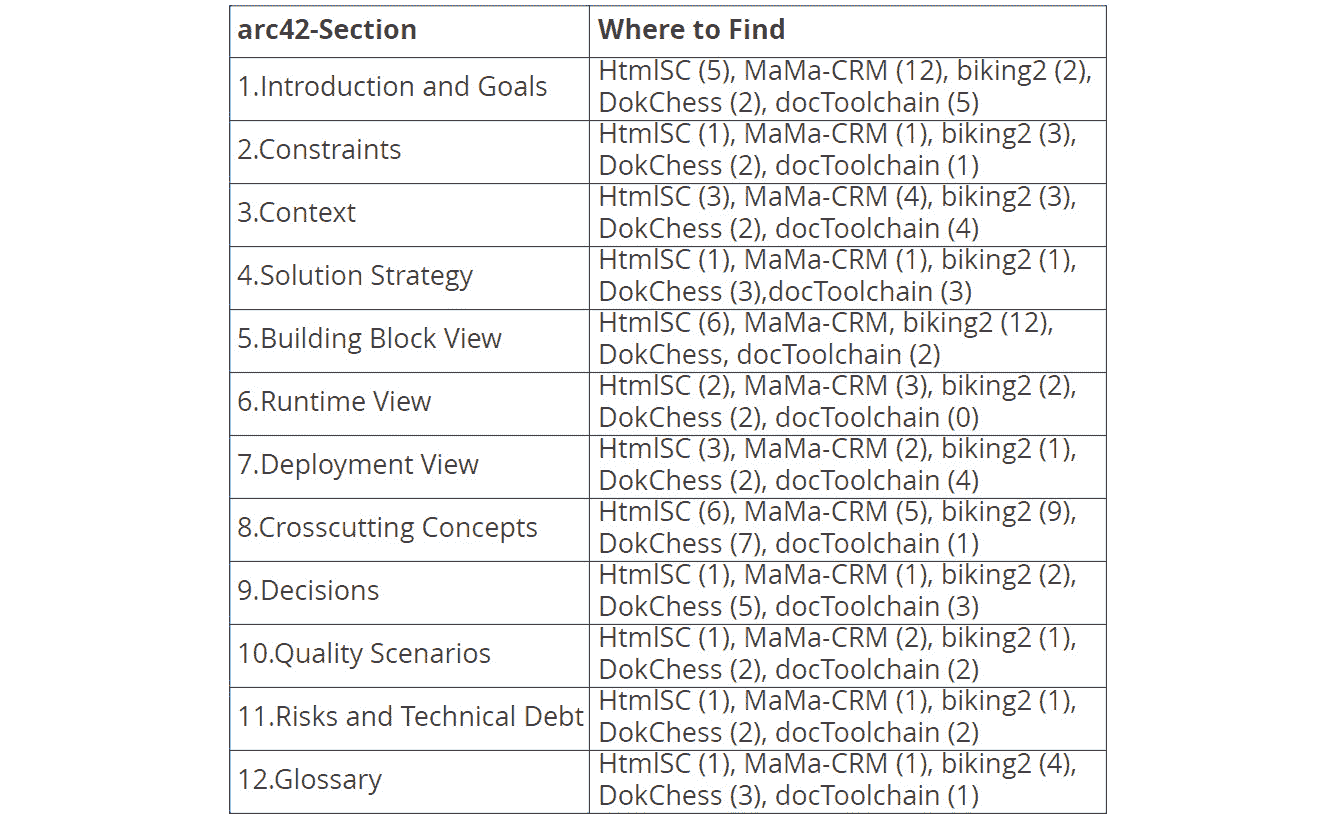 arc42-Section Where to Find
1.Introduction and Goals HtmlSC (5), MaMa-CRM (12), biking2 (2),
DokChess (2), docToolchain (5)
2.Constraints HtmlSC (1), MaMa-CRM (1), biking2 (3),
DokChess (2), docToolchain (1)
3.Context HtmlSC (3), MaMa-CRM (4), biking2 (3),
DokChess (2), docToolchain (4)
4.Solution Strategy HtmlSC (1), MaMa-CRM (1), biking2 (1),
DokChess (3),docToolchain (3)
5.Building Block View HtmlSC (6), MaMa-CRM, biking2 (12),
DokChess, docToolchain (2)
6.Runtime View HtmlSC (2), MaMa-CRM (3), biking2 (2),
DokChess (2), docToolchain (0)
7.Deployment View HtmlSC (3), MaMa-CRM (2), biking2 (1),
DokChess (2), docToolchain (4)
8.Crosscutting Concepts HtmlSC (6), MaMa-CRM (5), biking2 (9),
DokChess (7), docToolchain (1)
9.Decisions HtmlSC (1), MaMa-CRM (1), biking2 (2),
DokChess (5), docToolchain (3)
10.Quality Scenarios HtmlSC (1), MaMa-CRM (2), biking2 (1),
DokChess (2), docToolchain (2)
11.Risks and Technical Debt HtmlSC (1), MaMa-CRM (1), biking2 (1),
DokChess (2), docToolchain (2)
12.Glossary HtmlSC (1), MaMa-CRM (1), biking2 (4),
DokChess (3), docToolchain (1)